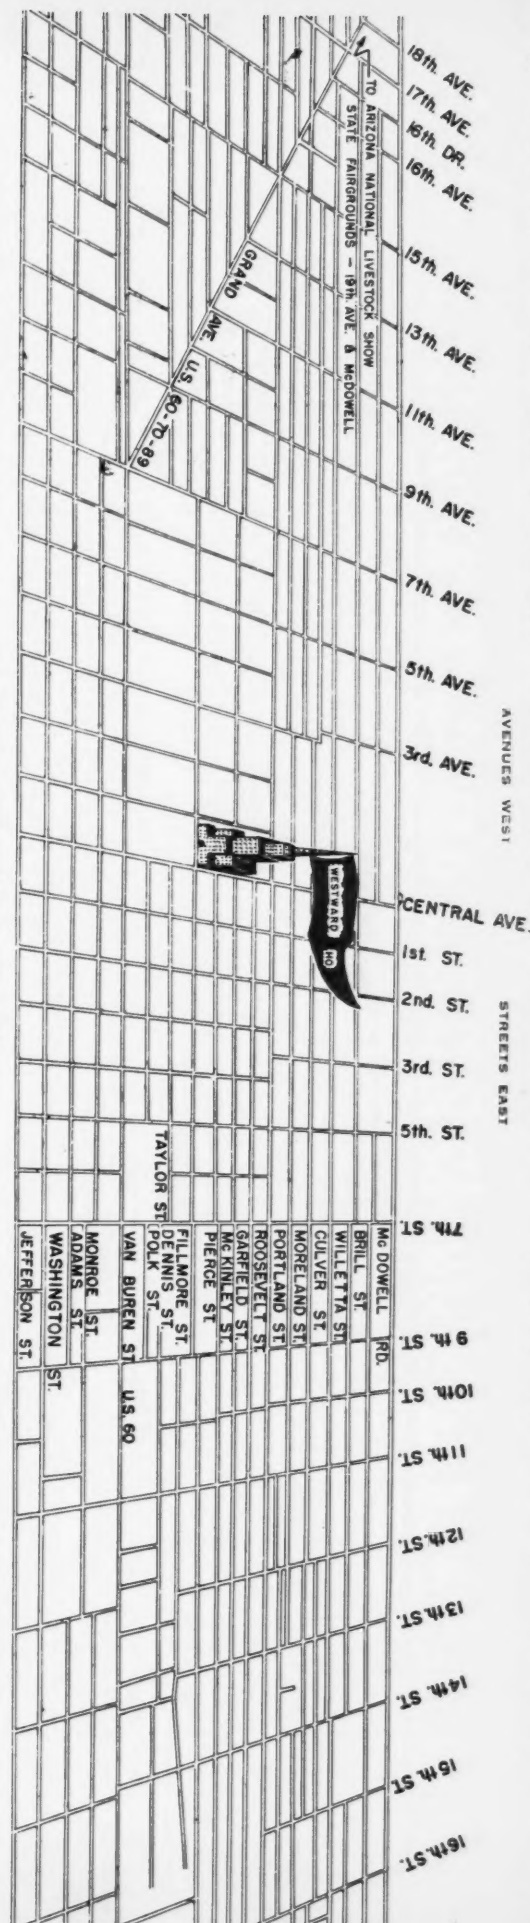 18th. AVE.
17th. AVE.
16th. DR.
16th. AVE.
15th. AVE.
13th. AVE.
11th. AVE.
9th. AVE.
7th. AVE.
5th. AVE.
3rd. AVE.
CENTRAL AVE.
1st. ST.
2nd. ST.
3rd. ST.
5th. ST.
7th. ST.
9th. ST.
10th. ST.
11th. ST.
12th. ST.
13th. ST.
14th. ST.
15th. ST.
16th. ST.
AVENUES WEST
STREETS EAST
TO ARIZONA NATIONAL LIVESTOCK SHOW
STATE FAIRGROUNDS – 19th. AVE. & McDOWELL
GRAND AVE. U.S. 60-70-89
WESTWARD
HO
McDOWELL RD.
BRILL ST.
WILLETTA ST.
CULVER ST.
MORELAND ST.
PORTLAND ST.
ROOSEVELT ST.
GARFIELD ST.
McKINLEY ST.
PIERCE ST.
FILLMORE ST.
DENNIS ST.
TAYLOR ST.
POLK ST.
VAN BUREN ST. U.S. 60
MONROE ST.
ADAMS ST.
WASHINGTON ST.
JEFFERSON ST.